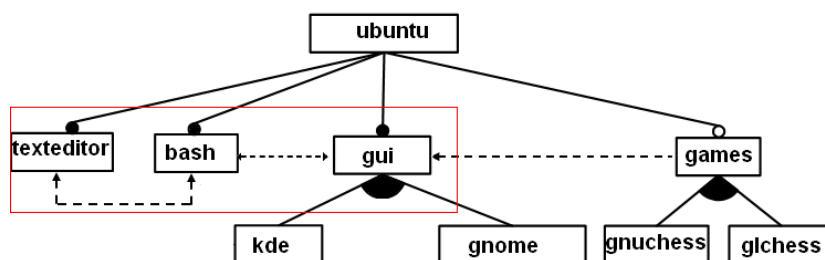 ubuntu
texteditor
bash
gui
games
kde
gnome
gnuchess
glchess